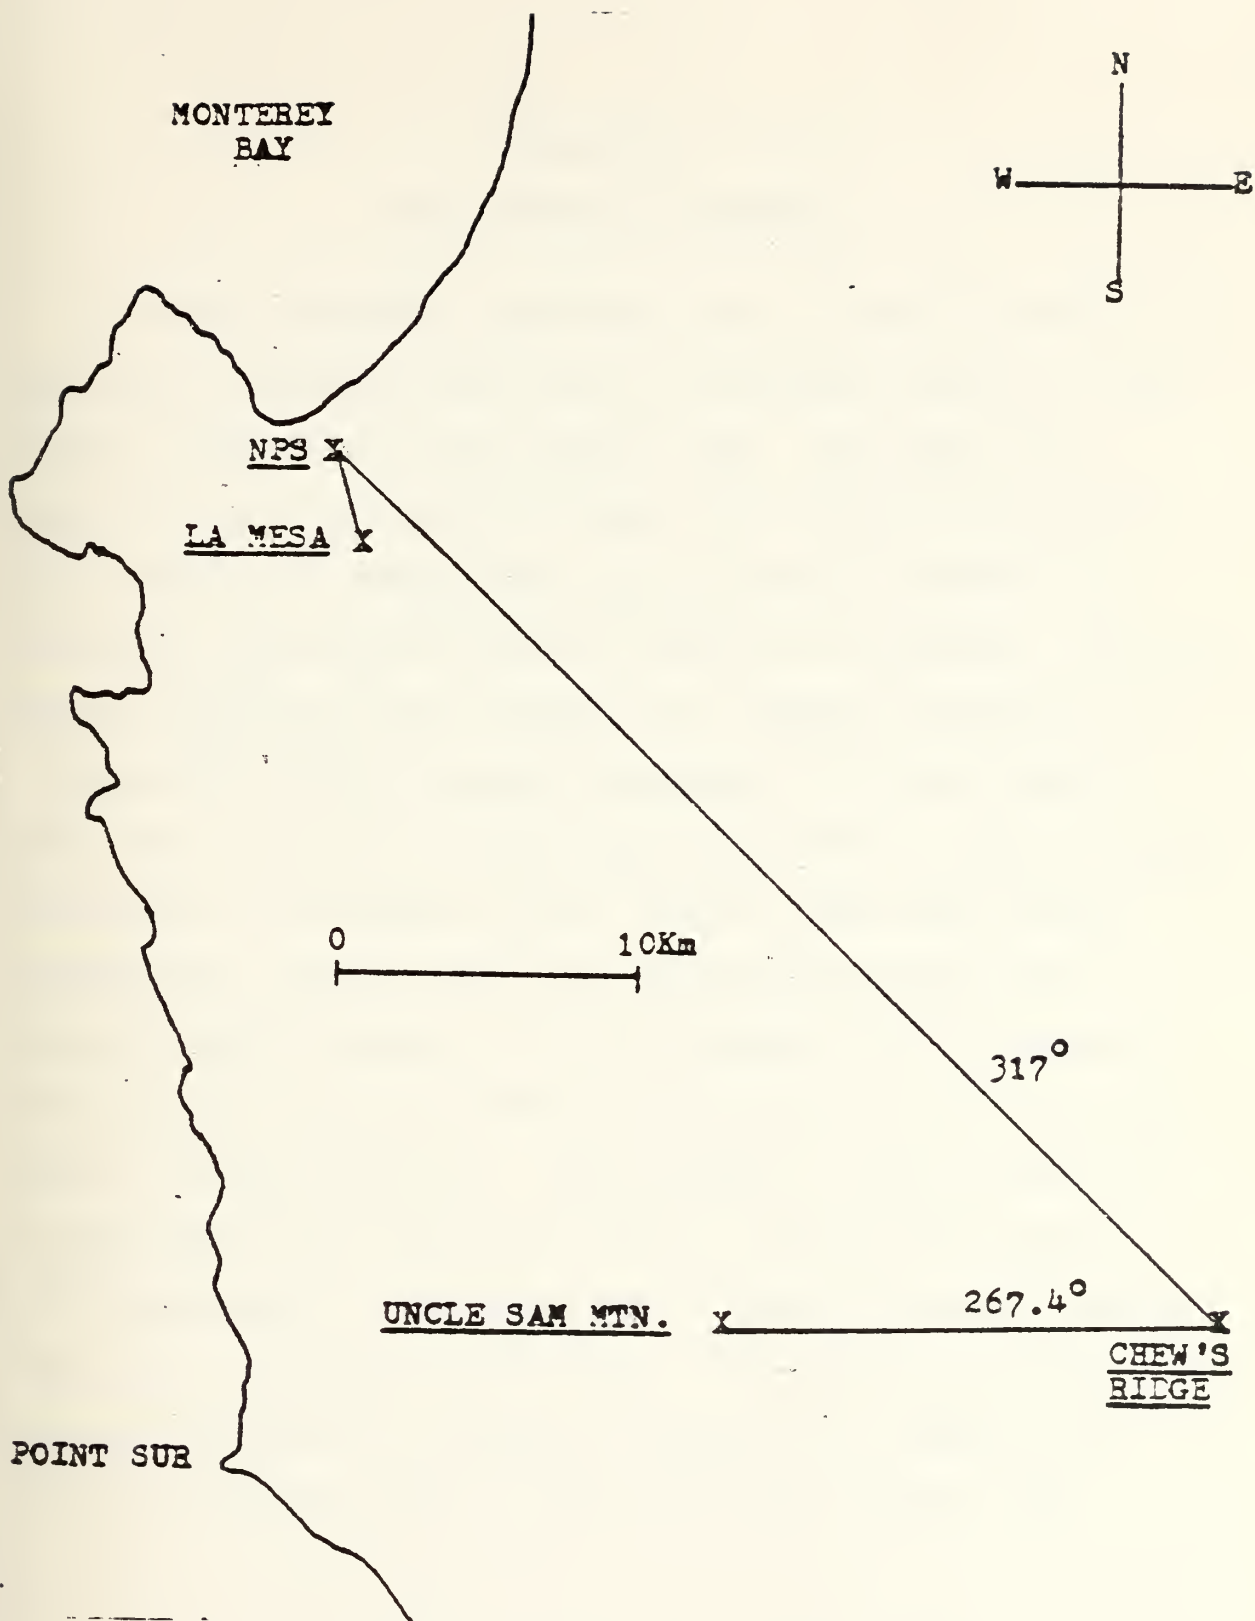 MONTEREY
BAY
N
W E
S
NPS X
LA MESA X
0 10Km
317°
267.4°
UNCLE SAM MTN. X X
CHEW'S
RIDGE
POINT SUR